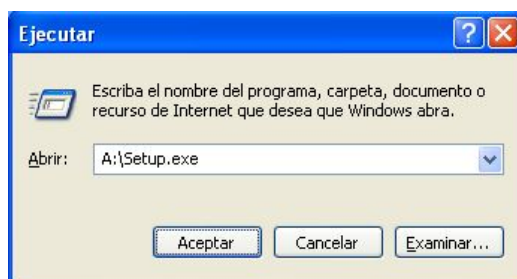 Ejecutar
Escriba el nombre del programa, carpeta, documento o
recurso de Internet que desea que Windows abra.
Abrir: A:\Setup.exe
Aceptar Cancelar Examinar...